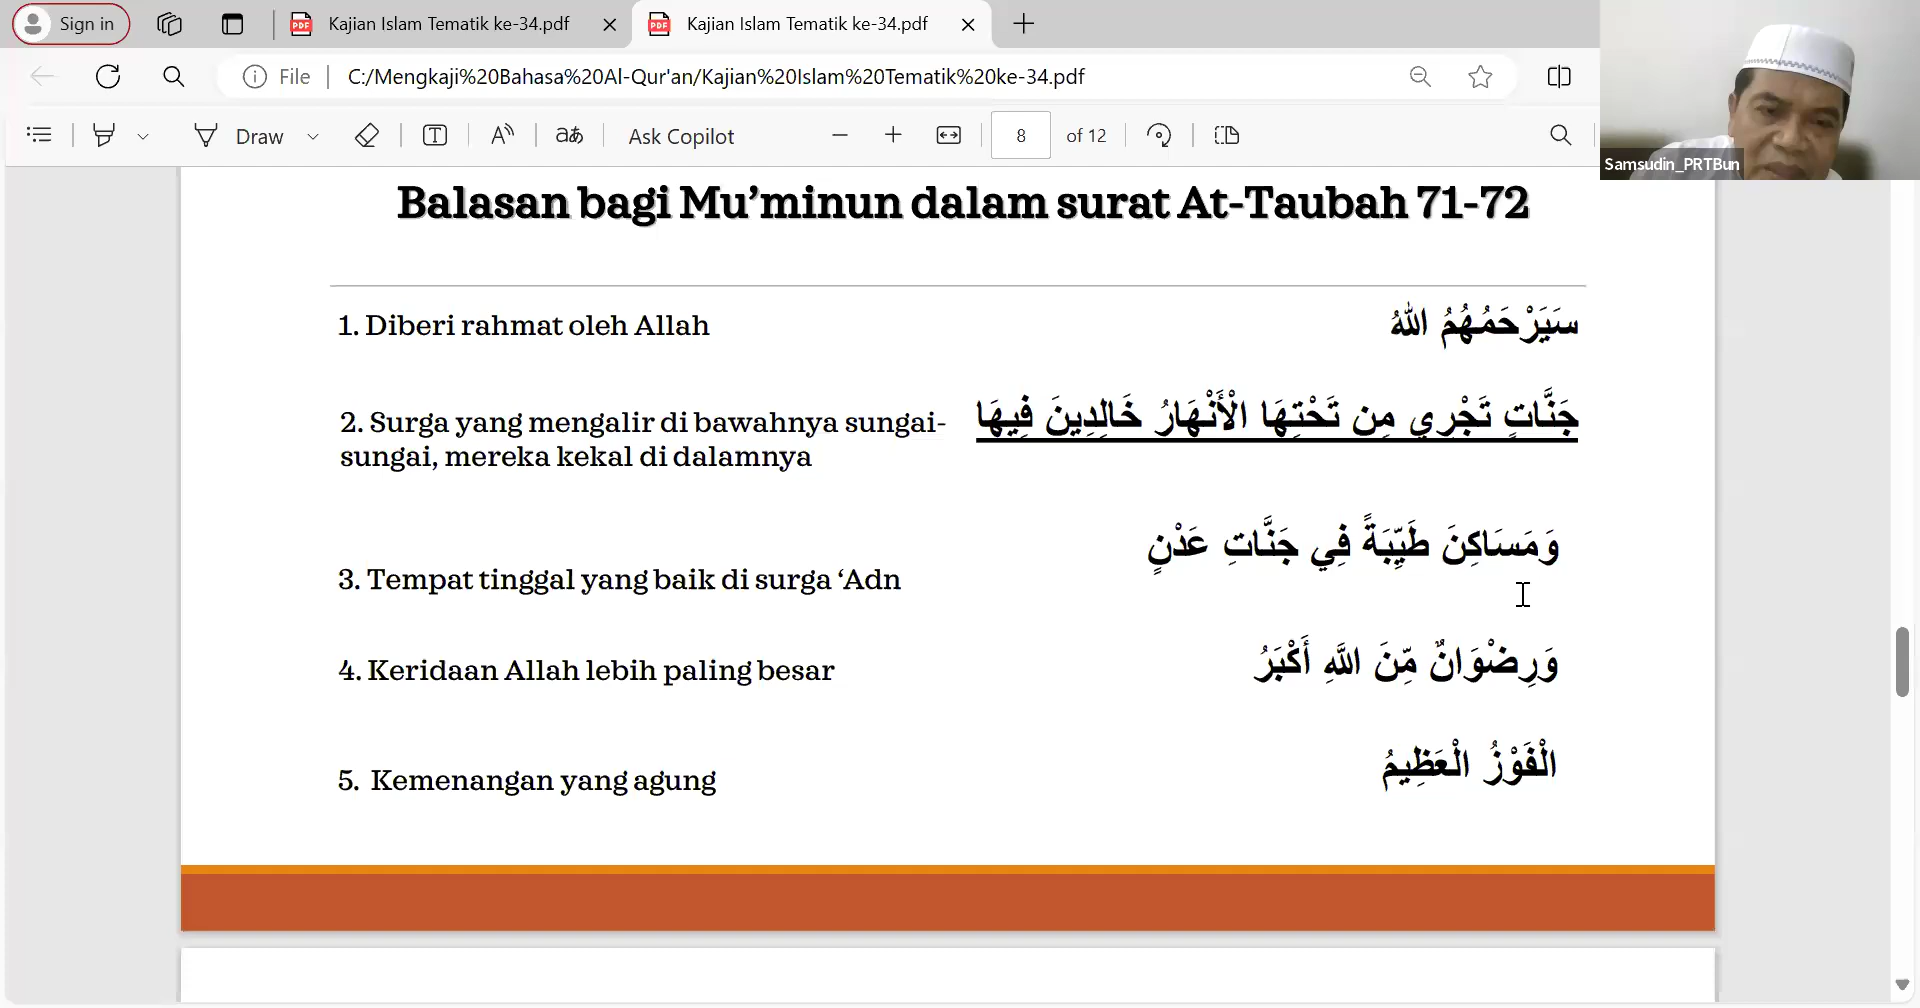 Sign in
Kajian Islam Tematik ke-34.pdf
Kajian Islam Tematik ke-34.pdf
File
C:/Mengkaji%20Bahasa%20Al-Qur'an/Kajian%20Islam%20Tematik%20ke-34.pdf
Draw
Ask Copilot
8
of 12
Samsudin_PRTBun
Balasan bagi Mu’minun dalam surat At-Taubah 71-72
1. Diberi rahmat oleh Allah
سَيَرْحَمُهُمُ اللهُ
2. Surga yang mengalir di bawahnya sungai-
sungai, mereka kekal di dalamnya
جَنَّاتٍ تَجْرِي مِن تَحْتِهَا الْأَنْهَارُ خَالِدِينَ فِيهَا
وَمَسَاكِنَ طَيِّبَةً فِي جَنَّاتِ عَدْنٍ
3. Tempat tinggal yang baik di surga ‘Adn
4. Keridaan Allah lebih paling besar
وَرِضْوَانٌ مِّنَ اللَّهِ أَكْبَرُ
5. Kemenangan yang agung
الْفَوْزُ الْعَظِيمُ